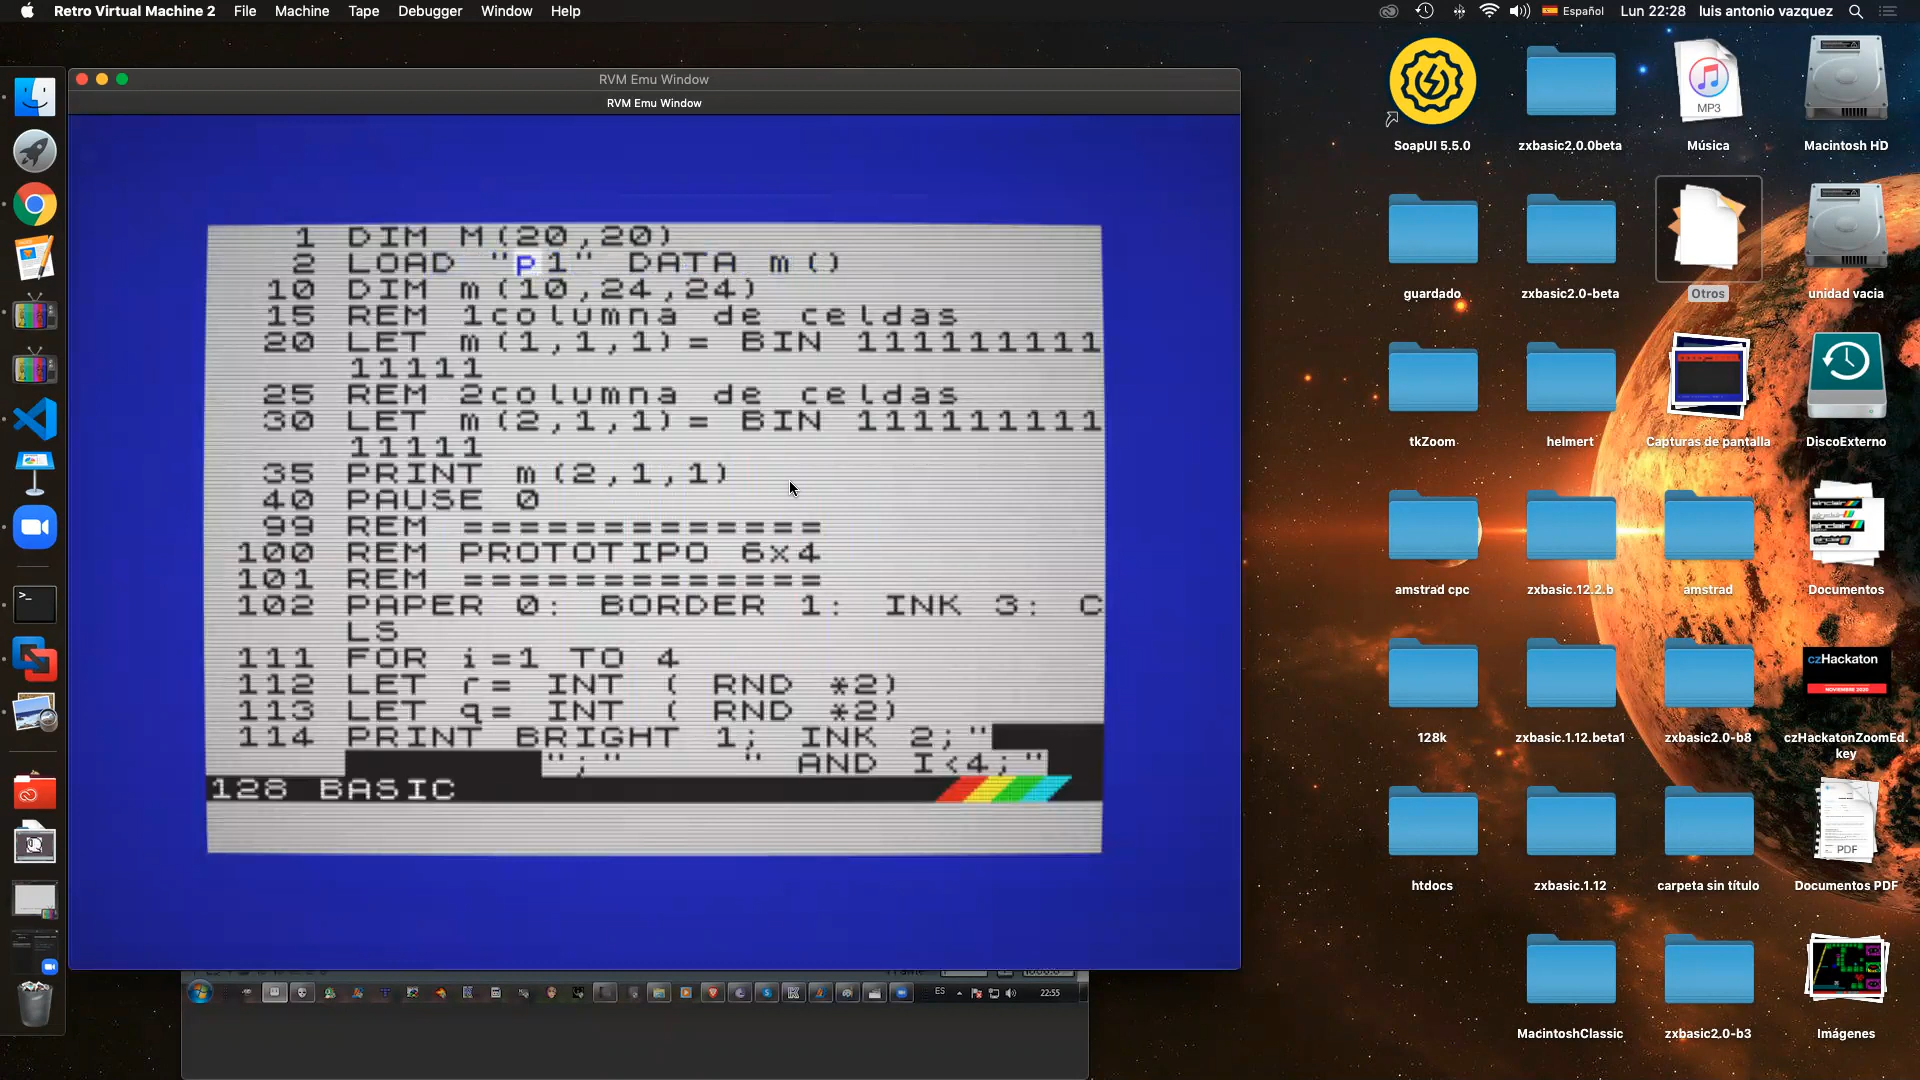 Retro Virtual Machine 2 File Machine Tape Debugger Window Help
Español Lun 22:28 luis antonio vazquez
RVM Emu Window
RVM Emu Window
1 DIM M(20,20)
2 LOAD "p1" DATA m()
10 DIM m(10,24,24)
15 REM 1columna de celdas
20 LET m(1,1,1)= BIN 111111111
11111
25 REM 2columna de celdas
30 LET m(2,1,1)= BIN 111111111
11111
35 PRINT m(2,1,1)
40 PAUSE 0
99 REM =============
100 REM PROTOTIPO 6x4
101 REM =============
102 PAPER 0: BORDER 1: INK 3: C
LS
111 FOR i=1 TO 4
112 LET r= INT ( RND *2)
113 LET q= INT ( RND *2)
114 PRINT BRIGHT 1; INK 2;"
";" " AND I<4;"
128 BASIC
ES 22:55
SoapUI 5.5.0
zxbasic2.0.0beta
MP3
Música
Macintosh HD
guardado
zxbasic2.0-beta
Otros
unidad vacia
tkZoom
helmert
Capturas de pantalla
DiscoExterno
amstrad cpc
zxbasic.12.2.b
amstrad
sinclair
Documentos
128k
zxbasic.1.12.beta1
zxbasic2.0-b8
czHackaton
NOVIEMBRE 2020
czHackatonZoomEd.
key
htdocs
zxbasic.1.12
carpeta sin título
PDF
Documentos PDF
MacintoshClassic
zxbasic2.0-b3
Imágenes